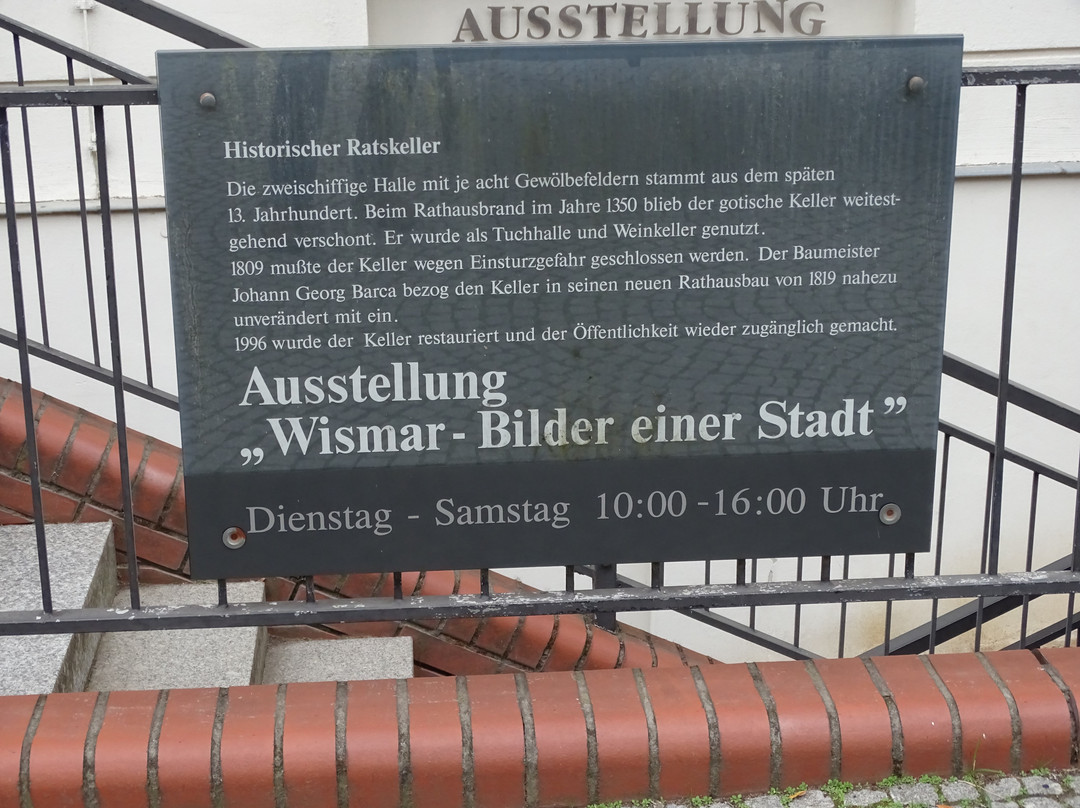 AUSSTELLUNG
Historischer Ratskeller
Die zweischiffige Halle mit je acht Gewölbefeldern stammt aus dem späten
13. Jahrhundert. Beim Rathausbrand im Jahre 1350 blieb der gotische Keller weitest-
gehend verschont. Er wurde als Tuchhalle und Weinkeller genutzt.
1809 mußte der Keller wegen Einsturzgefahr geschlossen werden. Der Baumeister
Johann Georg Barca bezog den Keller in seinen neuen Rathausbau von 1819 nahezu
unverändert mit ein.
1996 wurde der Keller restauriert und der Öffentlichkeit wieder zugänglich gemacht.
Ausstellung
„Wismar - Bilder einer Stadt”
Dienstag - Samstag 10:00 -16:00 Uhr